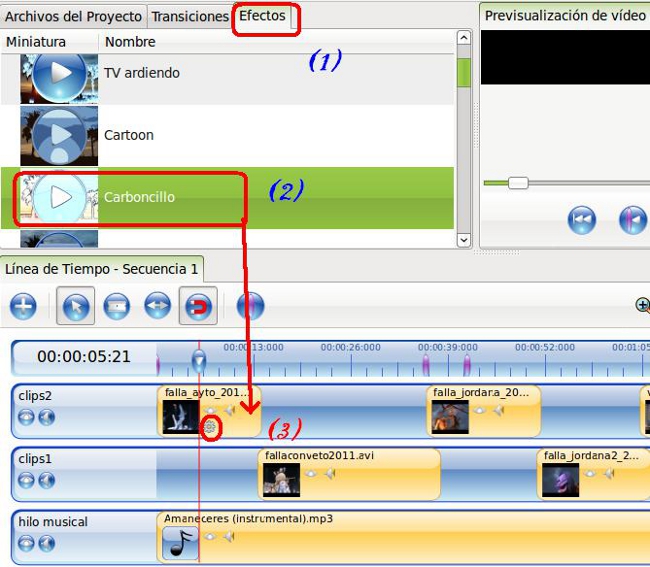 Archivos del Proyecto Transiciones Efectos
Previsualización de vídeo
Miniatura Nombre
(1)
TV ardiendo
Cartoon
Carboncillo
(2)
Línea de Tiempo - Secuencia 1
00:00:05:21
00:00:13:000 00:00:26:000 00:00:39:000 00:00:52:000 00:01:05
clips2
falla_ayto_201...
falla_jordana_20...
(3)
clips1
fallaconveto2011.avi
falla_jordana2_2...
hilo musical
Amaneceres (instrumental).mp3